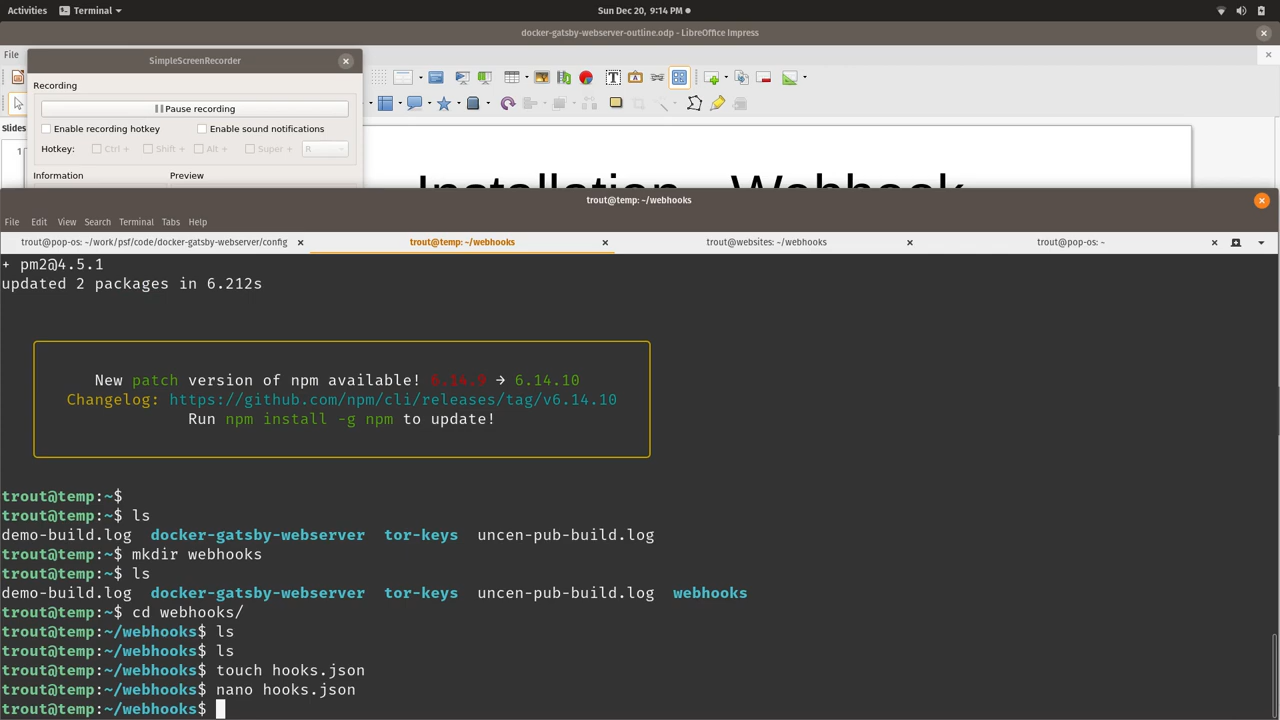 Activities Terminal Sun Dec 20, 9:14 PM
docker-gatsby-webserver-outline.odp - LibreOffice Impress
File
SimpleScreenRecorder
Recording
Pause recording
Enable recording hotkey Enable sound notifications
Hotkey: Ctrl + Shift + Alt + Super + R
Slides
1
Information Preview
Installation - Webhook
trout@temp: ~/webhooks
File Edit View Search Terminal Tabs Help
trout@pop-os: ~/work/psf/code/docker-gatsby-webserver/config trout@temp: ~/webhooks trout@websites: ~/webhooks trout@pop-os: ~
+ pm2@4.5.1
updated 2 packages in 6.212s
New patch version of npm available! 6.14.9 → 6.14.10
Changelog: https://github.com/npm/cli/releases/tag/v6.14.10
Run npm install -g npm to update!
trout@temp:~$
trout@temp:~$ ls
demo-build.log docker-gatsby-webserver tor-keys uncen-pub-build.log
trout@temp:~$ mkdir webhooks
trout@temp:~$ ls
demo-build.log docker-gatsby-webserver tor-keys uncen-pub-build.log webhooks
trout@temp:~$ cd webhooks/
trout@temp:~/webhooks$ ls
trout@temp:~/webhooks$ ls
trout@temp:~/webhooks$ touch hooks.json
trout@temp:~/webhooks$ nano hooks.json
trout@temp:~/webhooks$